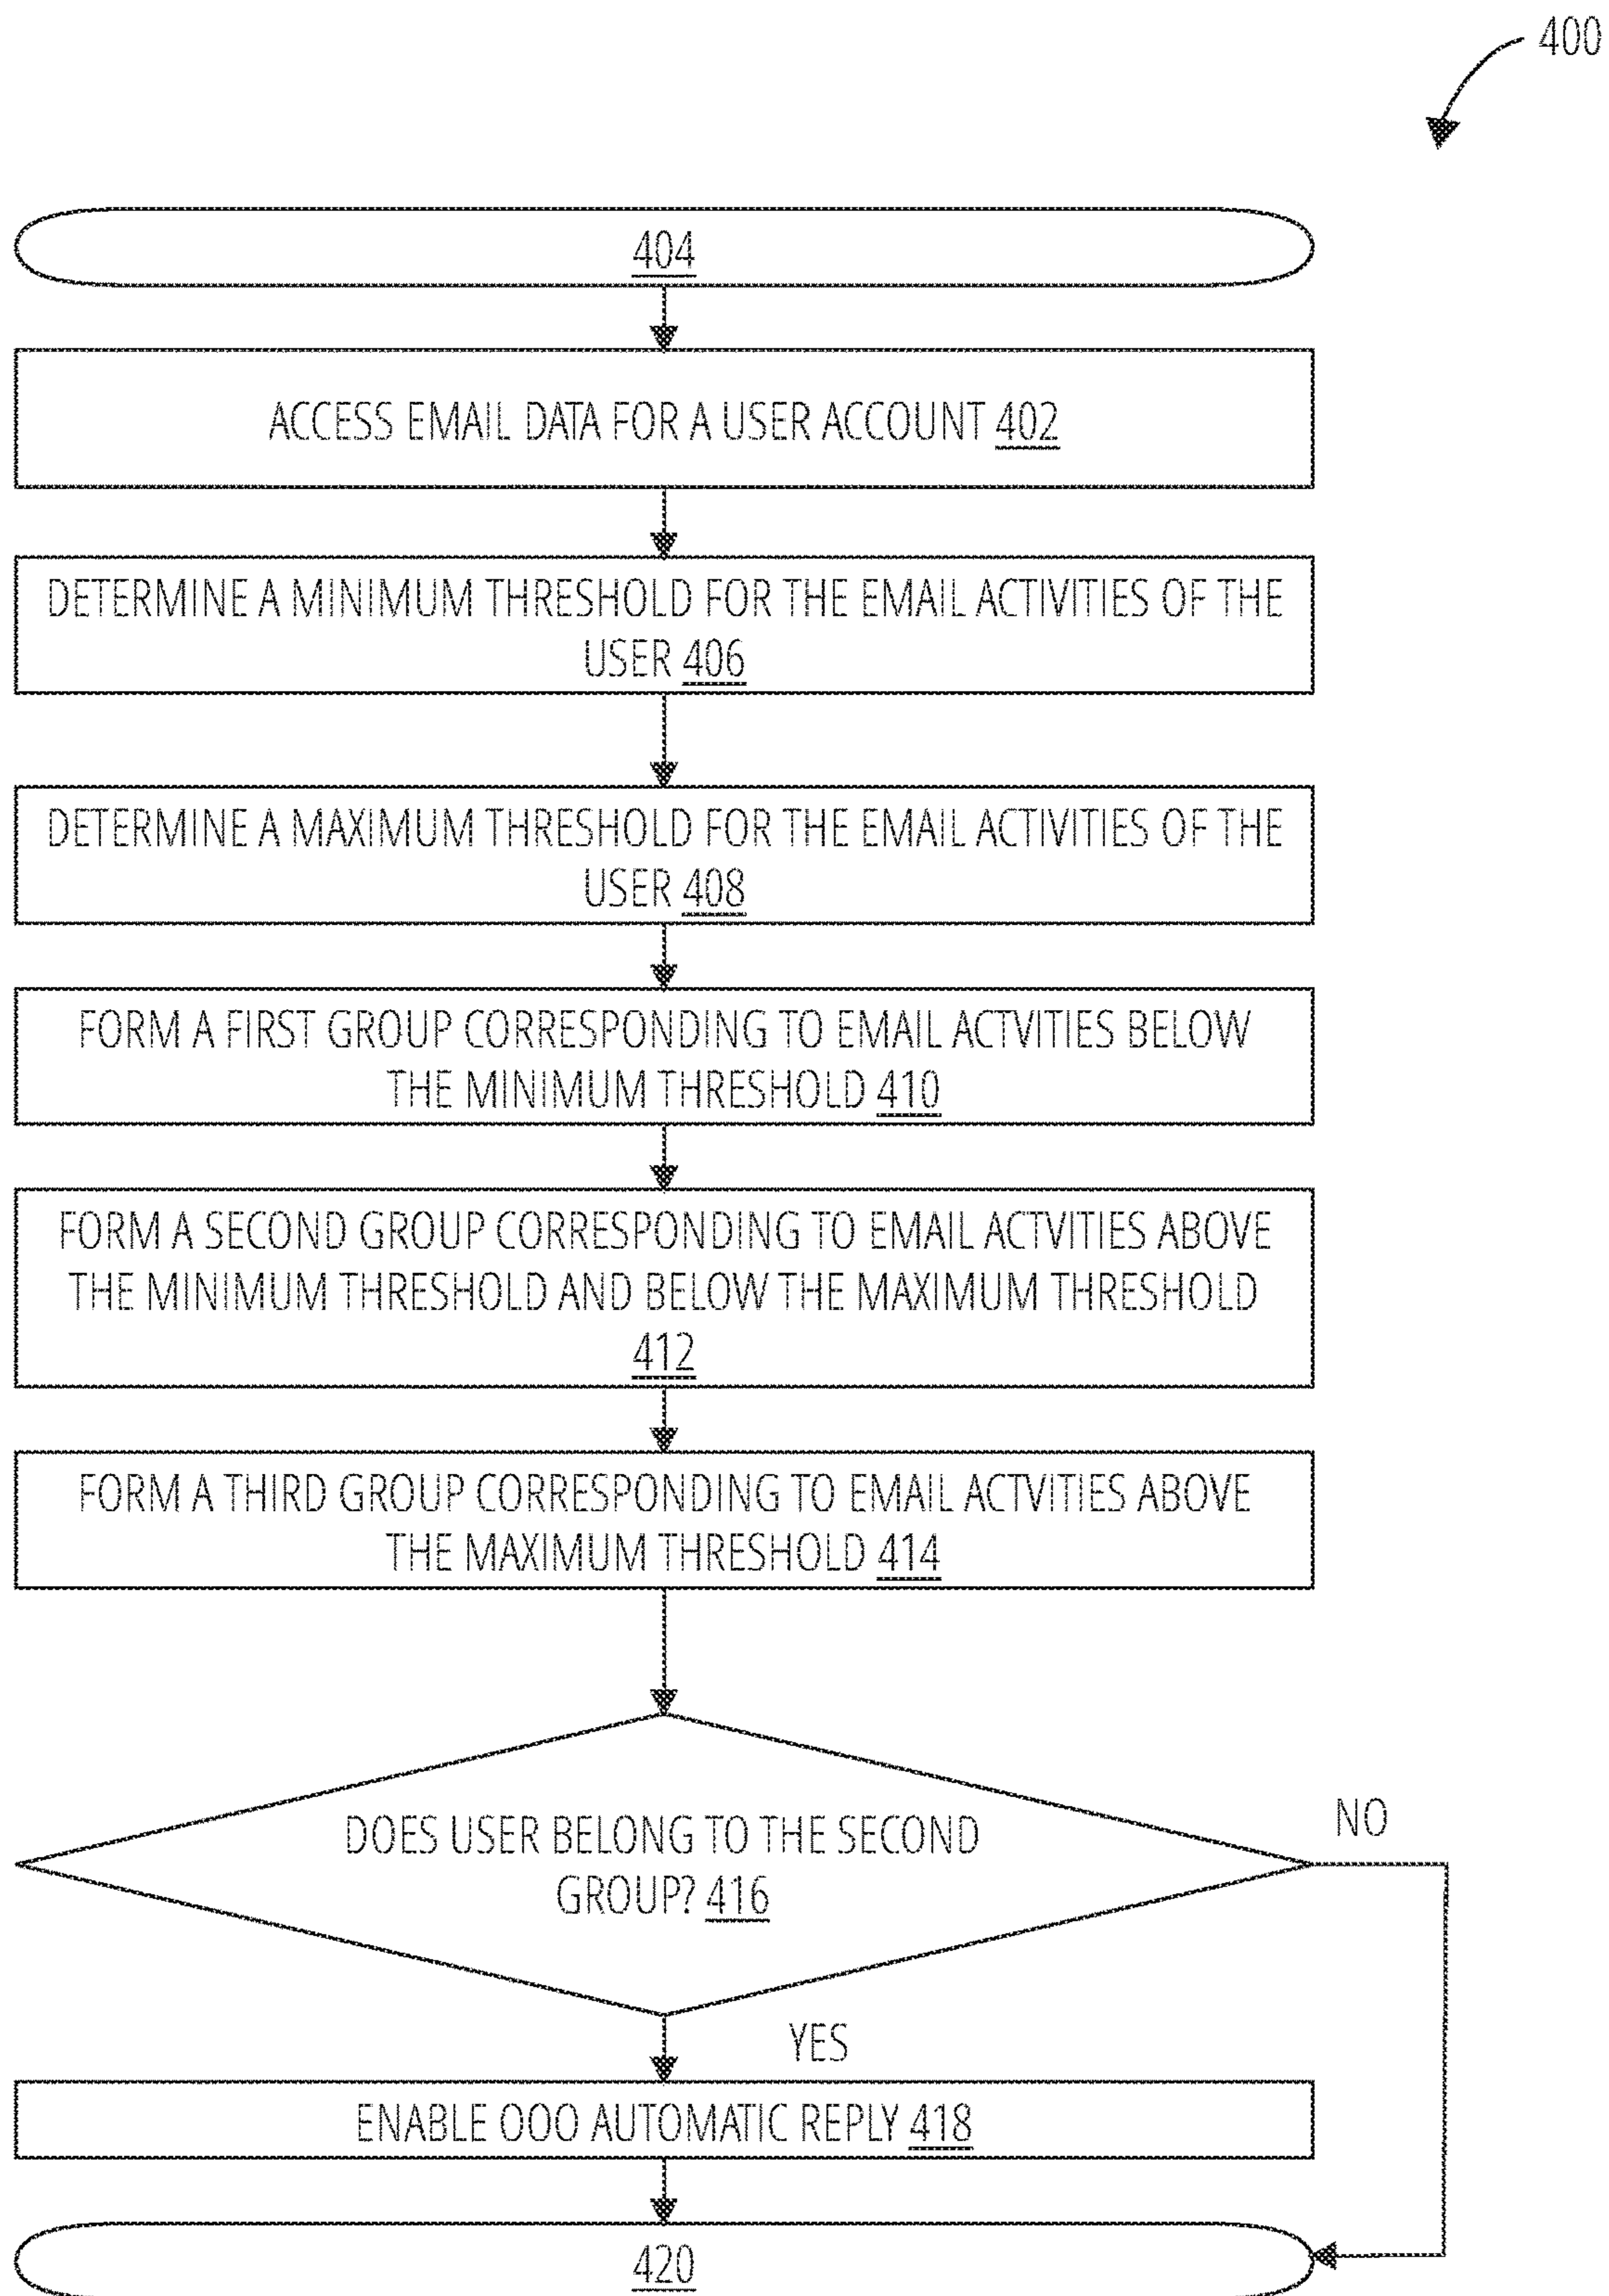 400
404
ACCESS EMAIL DATA FOR A USER ACCOUNT 402
DETERMINE A MINIMUM THRESHOLD FOR THE EMAIL ACTIVITIES OF THE
USER 406
DETERMINE A MAXIMUM THRESHOLD FOR THE EMAIL ACTIVITIES OF THE
USER 408
FORM A FIRST GROUP CORRESPONDING TO EMAIL ACTVITIES BELOW
THE MINIMUM THRESHOLD 410
FORM A SECOND GROUP CORRESPONDING TO EMAIL ACTVITIES ABOVE
THE MINIMUM THRESHOLD AND BELOW THE MAXIMUM THRESHOLD
412
FORM A THIRD GROUP CORRESPONDING TO EMAIL ACTVITIES ABOVE
THE MAXIMUM THRESHOLD 414
DOES USER BELONG TO THE SECOND
GROUP? 416
NO
YES
ENABLE OOO AUTOMATIC REPLY 418
420